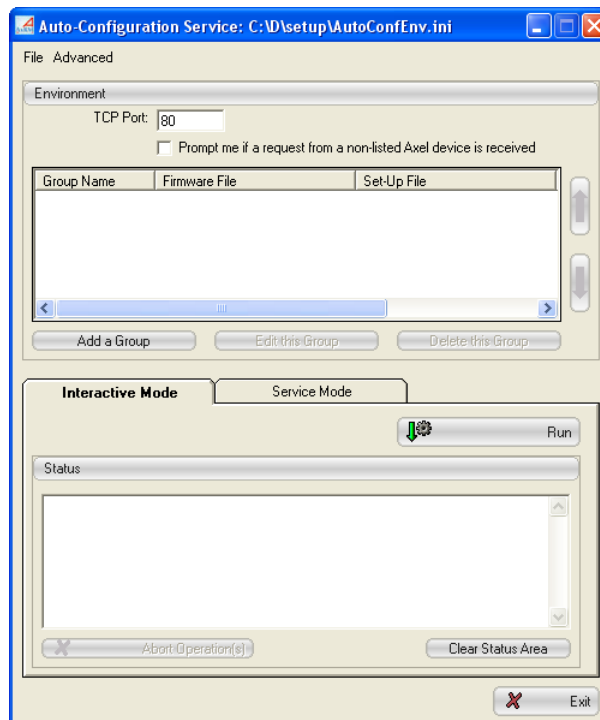 Auto-Configuration Service: C:\D\setup\AutoConfEnv.ini
File Advanced
Environment
TCP Port: 80
Prompt me if a request from a non-listed Axel device is received
Group Name Firmware File Set-Up File
Add a Group Edit this Group Delete this Group
Interactive Mode Service Mode
Run
Status
Abort Operation(s) Clear Status Area
Exit